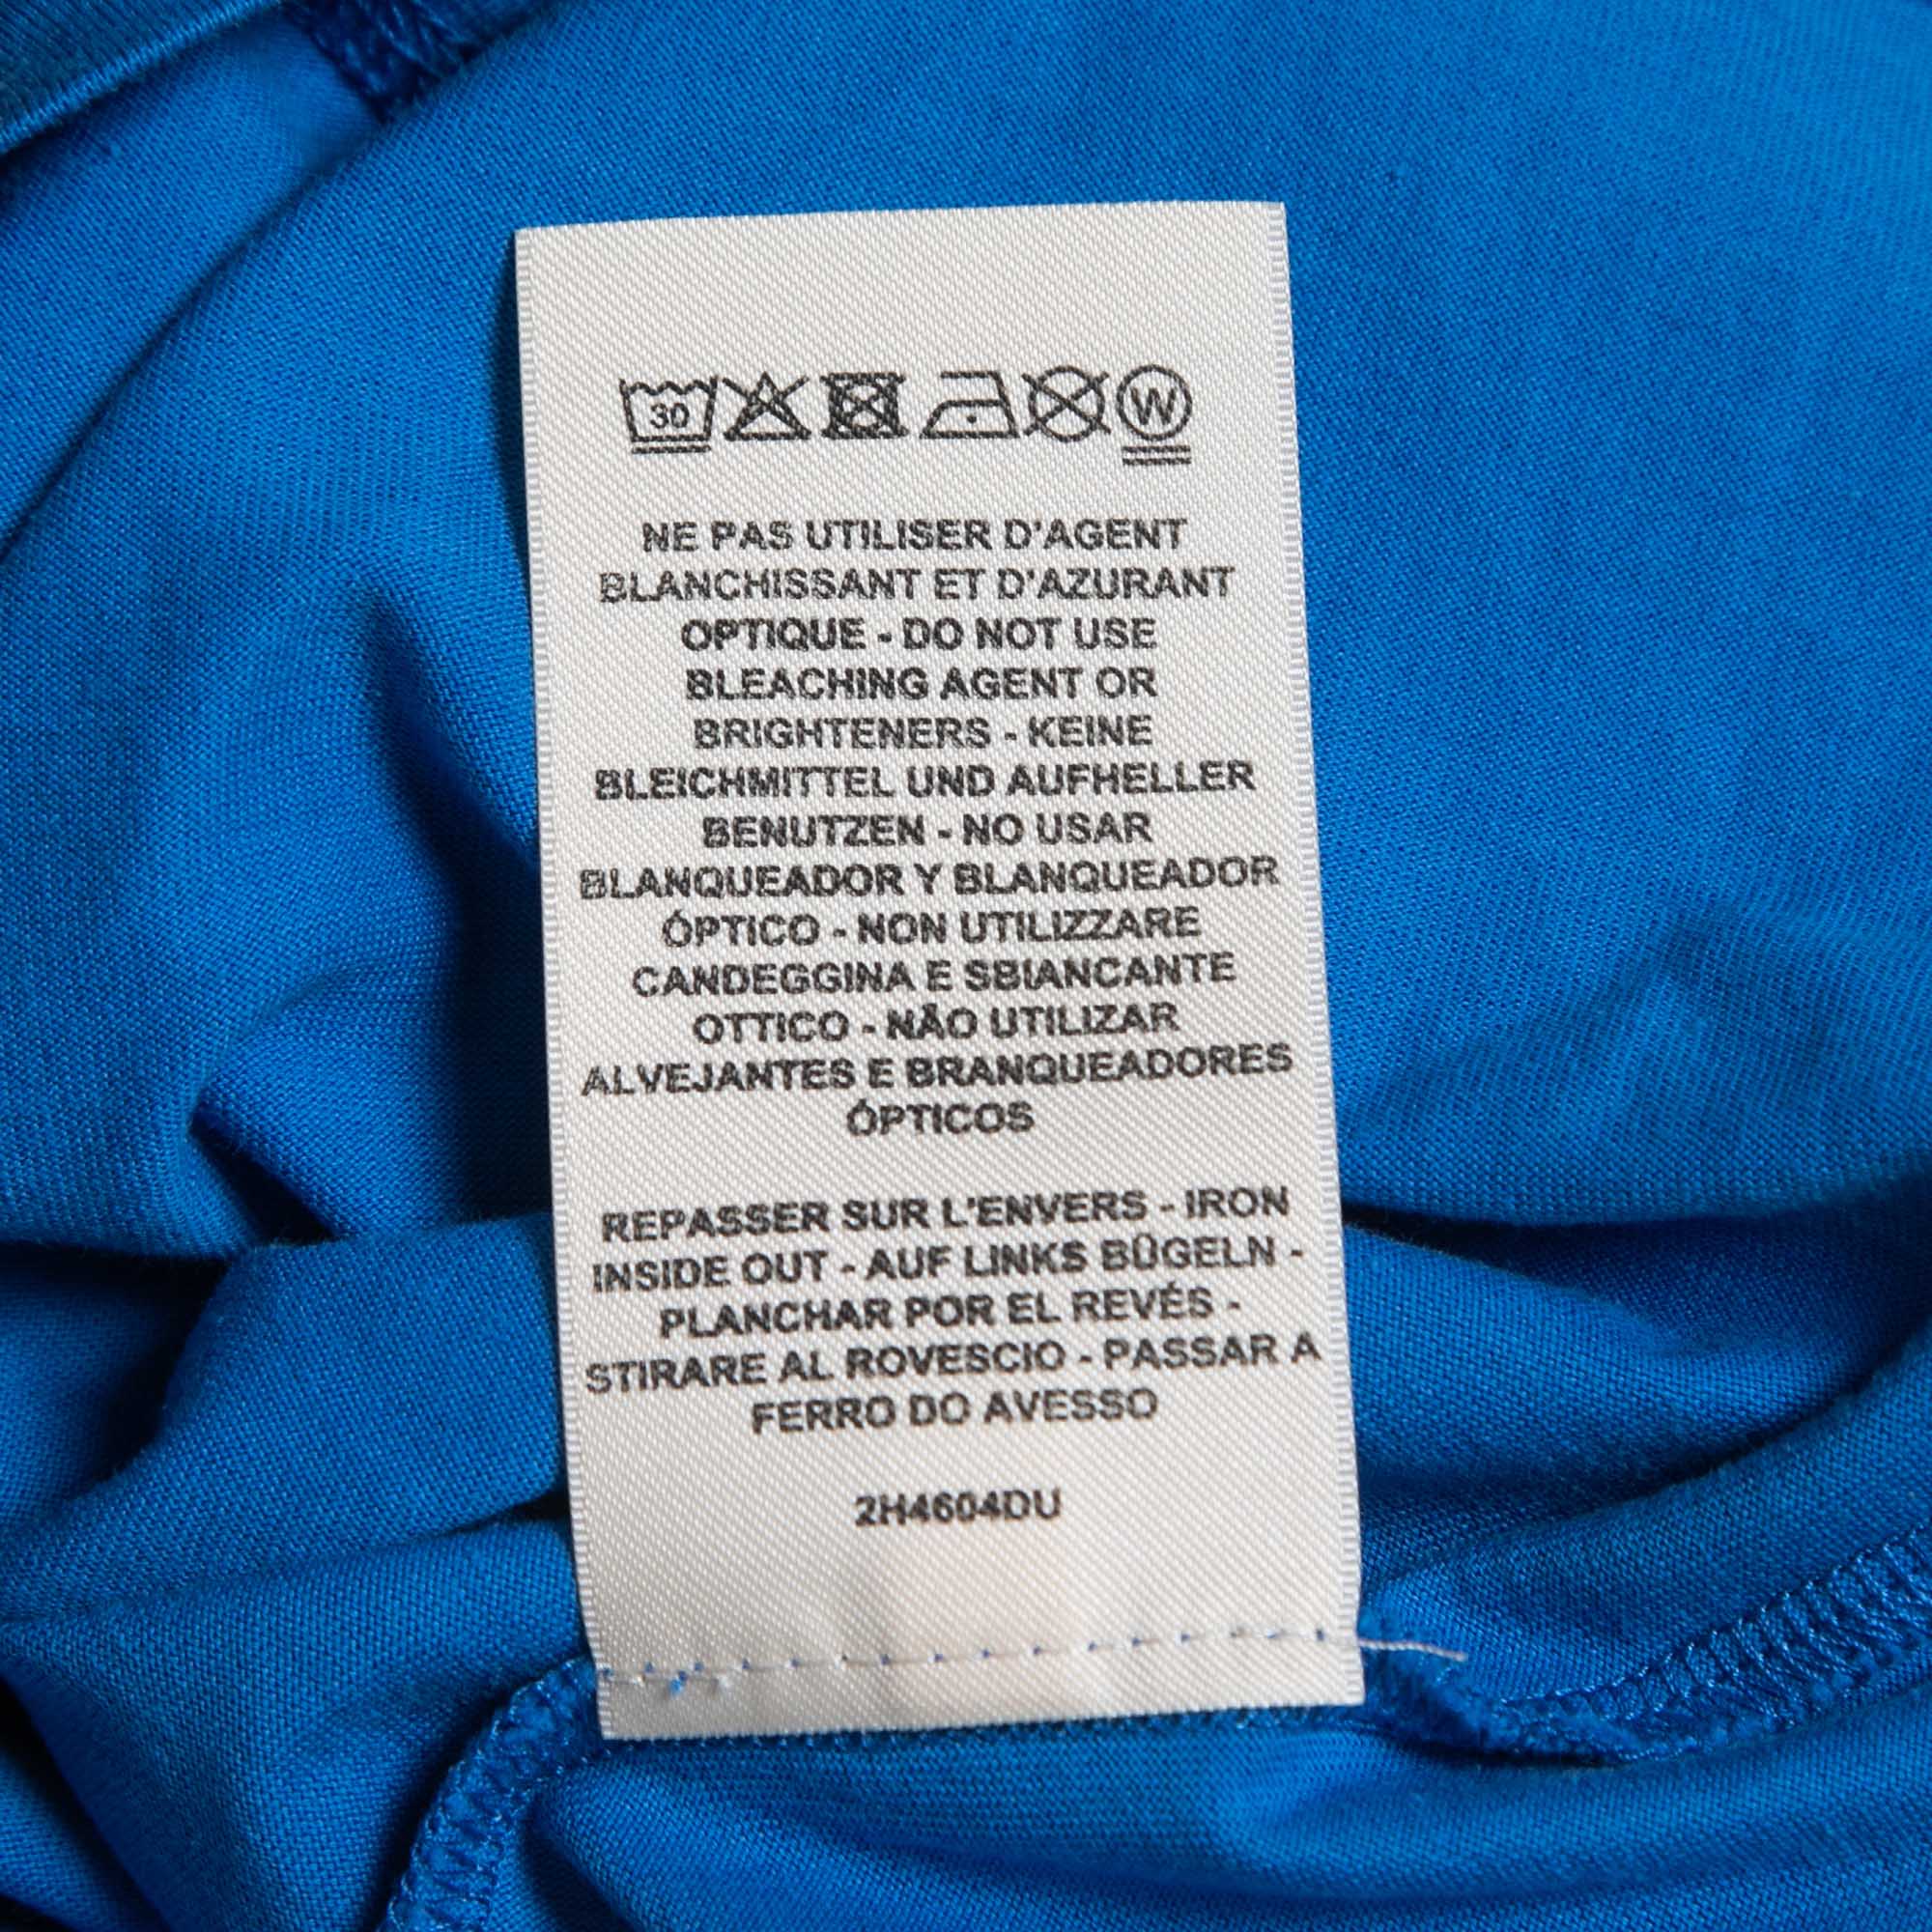 30 W
NE PAS UTILISER D'AGENT
BLANCHISSANT ET D'AZURANT
OPTIQUE - DO NOT USE
BLEACHING AGENT OR
BRIGHTENERS - KEINE
BLEICHMITTEL UND AUFHELLER
BENUTZEN - NO USAR
BLANQUEADOR Y BLANQUEADOR
ÓPTICO - NON UTILIZZARE
CANDEGGINA E SBIANCANTE
OTTICO - NÃO UTILIZAR
ALVEJANTES E BRANQUEADORES
ÓPTICOS
REPASSER SUR L'ENVERS - IRON
INSIDE OUT - AUF LINKS BÜGELN -
PLANCHAR POR EL REVÉS -
STIRARE AL ROVESCIO - PASSAR A
FERRO DO AVESSO
2H4604DU